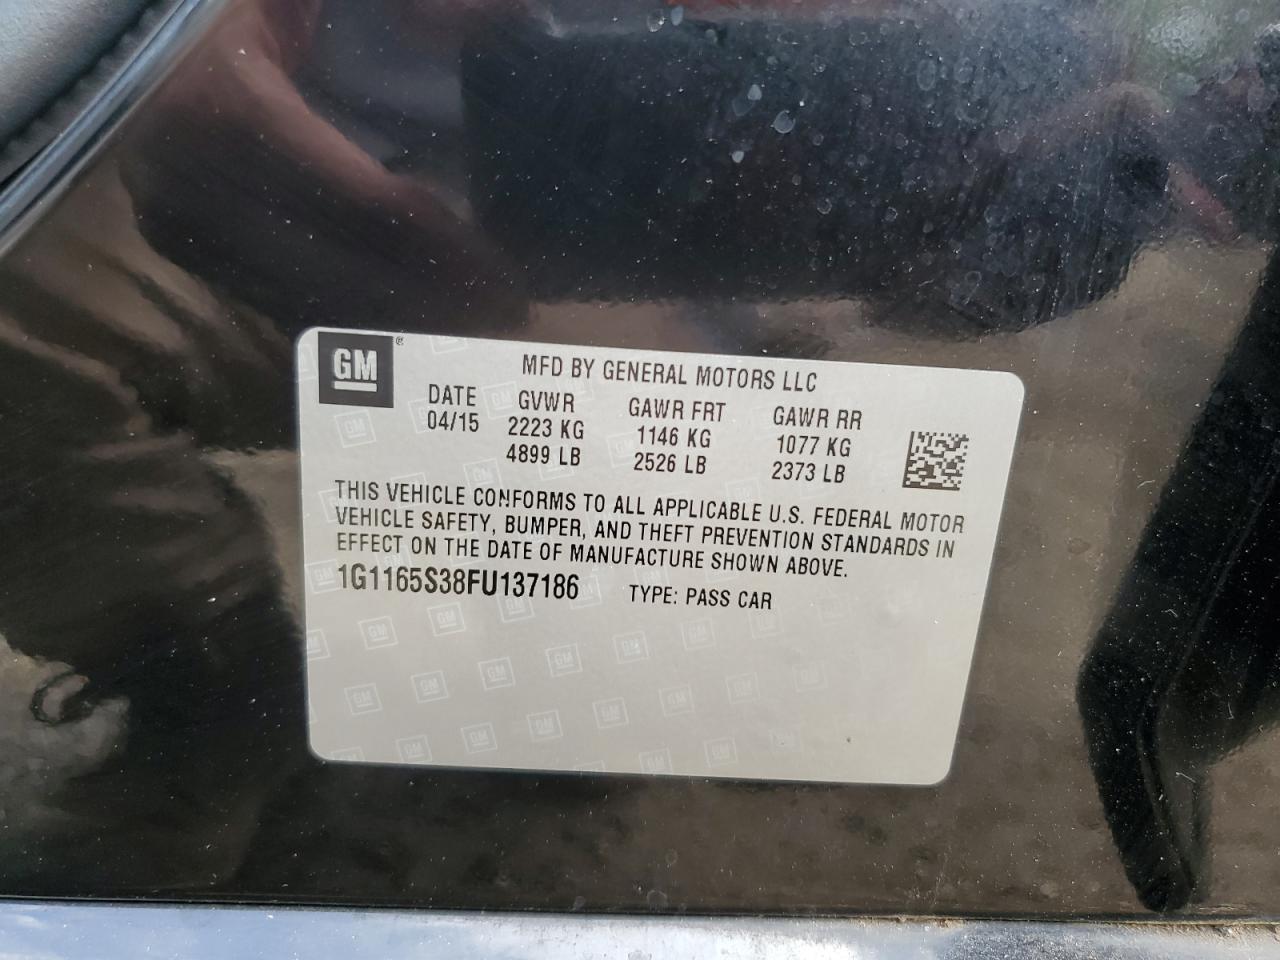 GM ®
MFD BY GENERAL MOTORS LLC
DATE GVWR GAWR FRT GAWR RR
04/15 2223 KG 1146 KG 1077 KG
4899 LB 2526 LB 2373 LB
THIS VEHICLE CONFORMS TO ALL APPLICABLE U.S. FEDERAL MOTOR
VEHICLE SAFETY, BUMPER, AND THEFT PREVENTION STANDARDS IN
EFFECT ON THE DATE OF MANUFACTURE SHOWN ABOVE.
1G1165S38FU137186 TYPE: PASS CAR